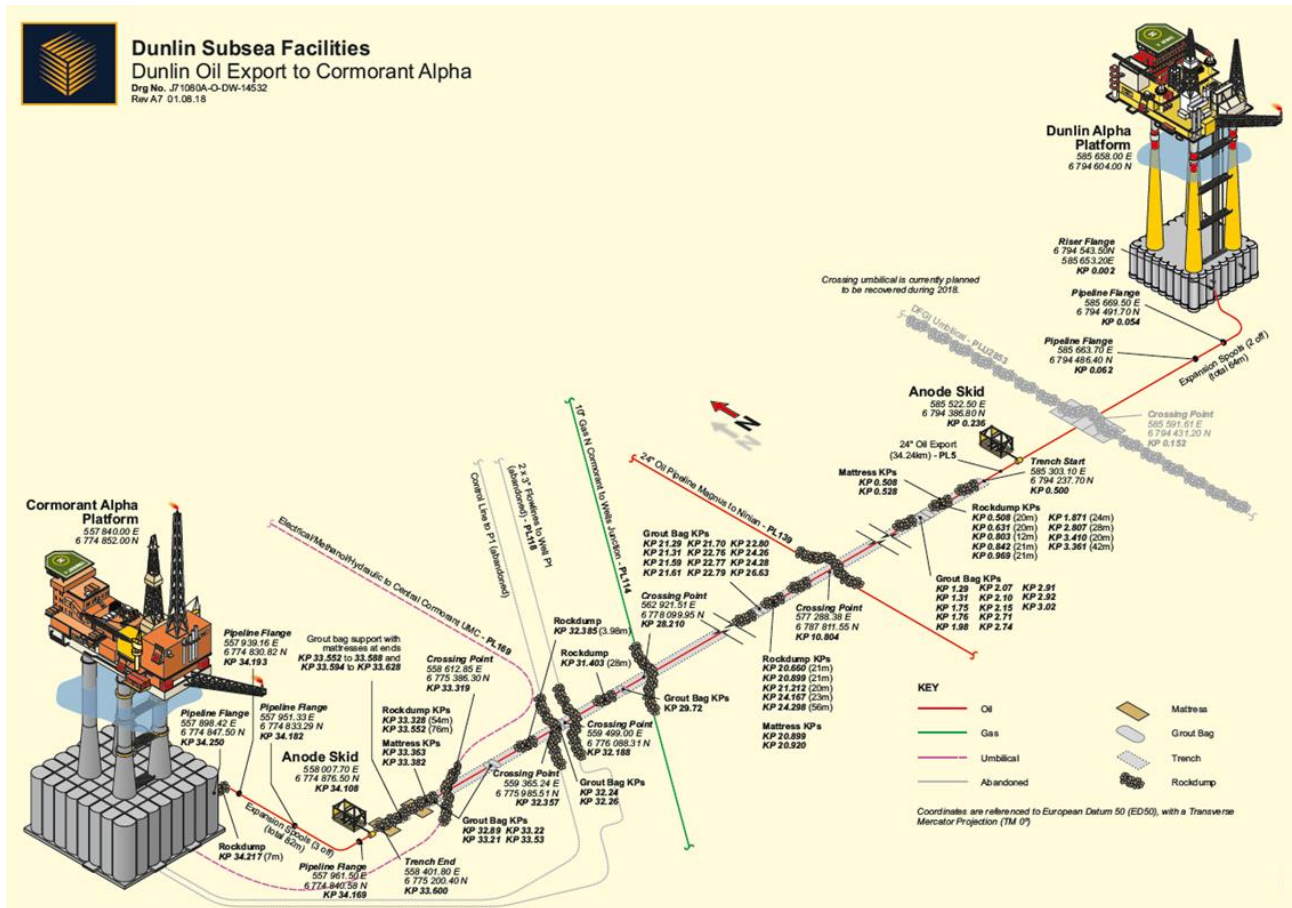 Dunlin Subsea Facilities
Dunlin Oil Export to Cormorant Alpha
Drg No. J71080A-O-DW-14532
Rev A7 01.08.18
Dunlin Alpha
Platform
585 658.00 E
6 794 604.00 N
Riser Flange
6 794 543.50N
585 653.20E
KP 0.002
Crossing umbilical is currently planned
to be recovered during 2018.
Pipeline Flange
585 669.50 E
6 794 491.70 N
KP 0.054
DFGI Umbilical - PLU2853
Pipeline Flange
585 663.70 E
6 794 486.40 N
KP 0.062
Expansion Spools (2 off)
(total 64m)
Anode Skid
585 522.50 E
6 794 386.80 N
KP 0.236
Crossing Point
585 591.61 E
6 794 431.20 N
KP 0.152
24" Oil Export
(34.24km) - PL5
Trench Start
585 303.10 E
6 794 237.70 N
KP 0.500
Mattress KPs
KP 0.508
KP 0.528
N
10" Gas N Cormorant to Wells Junction - PL114
24" Oil Pipeline Magnus to Ninian - PL139
2 x 3" Flowlines to Well P1
(abandoned) - PL118
Control Line to P1 (abandoned)
Electrical/Methanol/Hydraulic to Central Cormorant UMC - PL169
Rockdump KPs
KP 0.508 (20m) KP 1.871 (24m)
KP 0.631 (20m) KP 2.807 (28m)
KP 0.803 (12m) KP 3.410 (20m)
KP 0.842 (21m) KP 3.361 (42m)
KP 0.969 (21m)
Grout Bag KPs
KP 21.29 KP 21.70 KP 22.80
KP 21.31 KP 22.76 KP 24.26
KP 21.59 KP 22.77 KP 24.28
KP 21.61 KP 22.79 KP 26.63
Grout Bag KPs
KP 1.29 KP 2.07 KP 2.91
KP 1.31 KP 2.10 KP 2.92
KP 1.75 KP 2.15 KP 3.02
KP 1.76 KP 2.71
KP 1.98 KP 2.74
Crossing Point
562 921.51 E
6 778 099.95 N
KP 28.210
Crossing Point
577 288.38 E
6 787 811.55 N
KP 10.804
Cormorant Alpha
Platform
557 840.00 E
6 774 852.00 N
Rockdump
KP 32.385 (3.98m)
Rockdump
KP 31.403 (28m)
Pipeline Flange
557 939.16 E
6 774 830.82 N
KP 34.193
Grout bag support with
mattresses at ends
KP 33.552 to 33.588 and
KP 33.594 to KP 33.628
Crossing Point
558 612.85 E
6 775 386.30 N
KP 33.319
Rockdump KPs
KP 20.660 (21m)
KP 20.899 (21m)
KP 21.212 (20m)
KP 24.167 (23m)
KP 24.298 (56m)
Mattress KPs
KP 20.899
KP 20.920
Grout Bag KPs
KP 29.72
Pipeline Flange
557 898.42 E
6 774 847.50 N
KP 34.250
Pipeline Flange
557 951.33 E
6 774 833.29 N
KP 34.182
Rockdump KPs
KP 33.328 (54m)
KP 33.552 (76m)
Mattress KPs
KP 33.363
KP 33.382
Crossing Point
559 499.00 E
6 776 088.31 N
KP 32.188
Anode Skid
558 007.70 E
6 774 876.50 N
KP 34.108
Crossing Point
559 365.24 E
6 775 985.51 N
KP 32.357
Grout Bag KPs
KP 32.24
KP 32.26
Grout Bag KPs
KP 32.89 KP 33.22
KP 33.21 KP 33.53
Expansion Spools (3 off)
(total 82m)
Rockdump
KP 34.217 (7m)
Pipeline Flange
557 961.50 E
6 774 840.58 N
KP 34.169
Trench End
558 401.80 E
6 775 200.40 N
KP 33.600
KEY
Oil
Gas
Umbilical
Abandoned
Mattress
Grout Bag
Trench
Rockdump
Coordinates are referenced to European Datum 50 (ED50), with a Transverse
Mercator Projection (TM 0º)